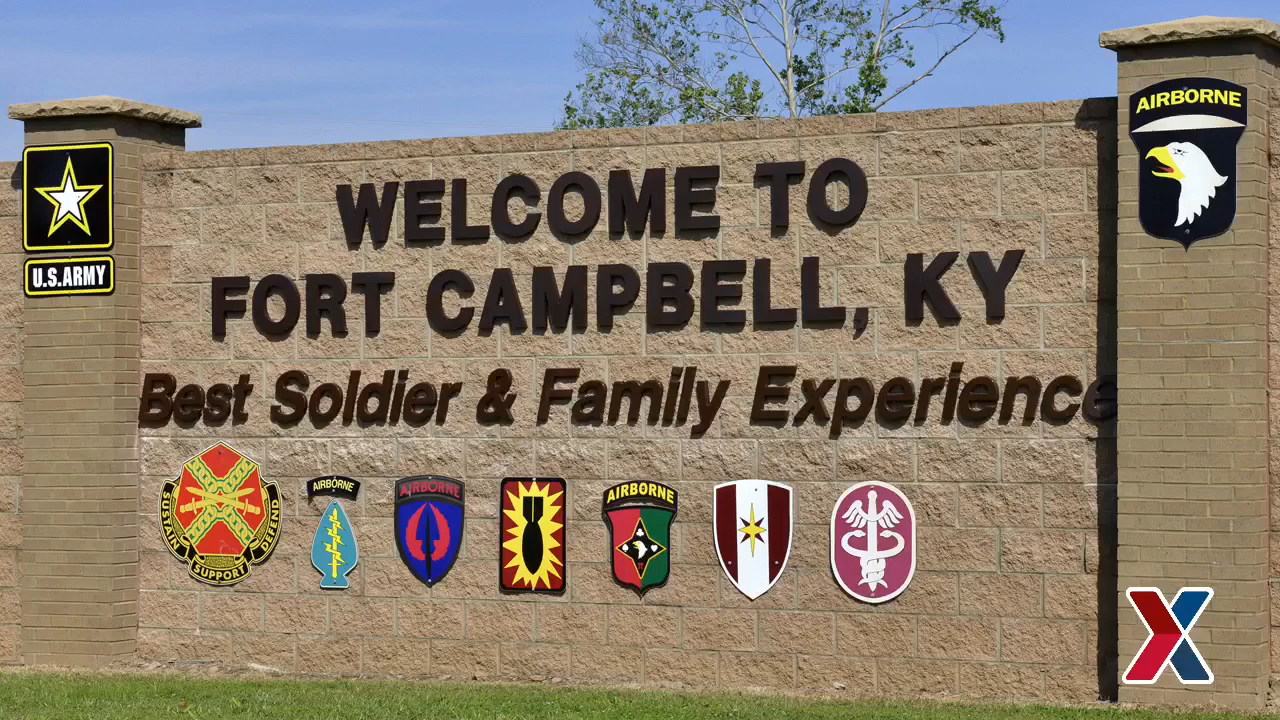 AIRBORNE
U.S.ARMY
WELCOME TO
FORT CAMPBELL, KY
Best Soldier & Family Experience
SUSTAIN SUPPORT DEFEND
AIRBORNE
AIRBORNE
AIRBORNE
X